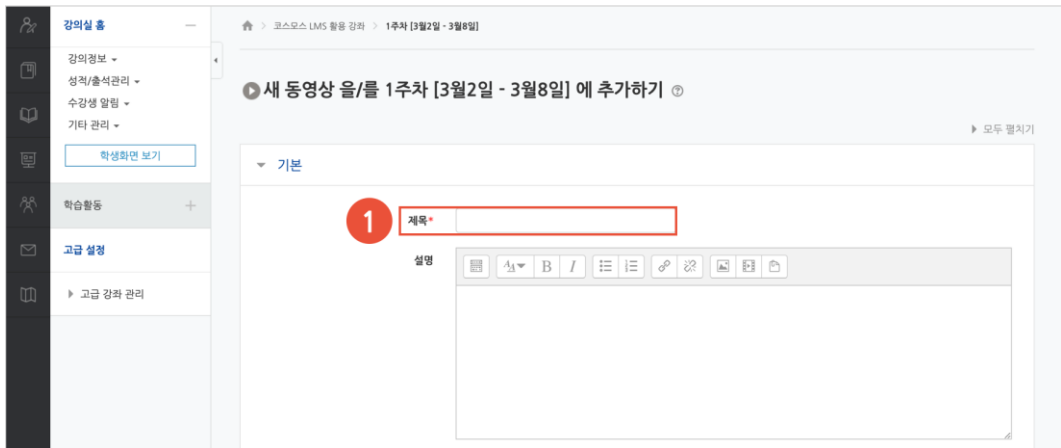 강의실 홈
강의정보
성적/출석관리
수강생 알림
기타 관리
학생화면 보기
학습활동
고급 설정
고급 강좌 관리
코스모스 LMS 활용 강좌 > 1주차 [3월2일 - 3월8일]
새 동영상 을/를 1주차 [3월2일 - 3월8일] 에 추가하기
모두 펼치기
기본
1 제목*
설명
B I